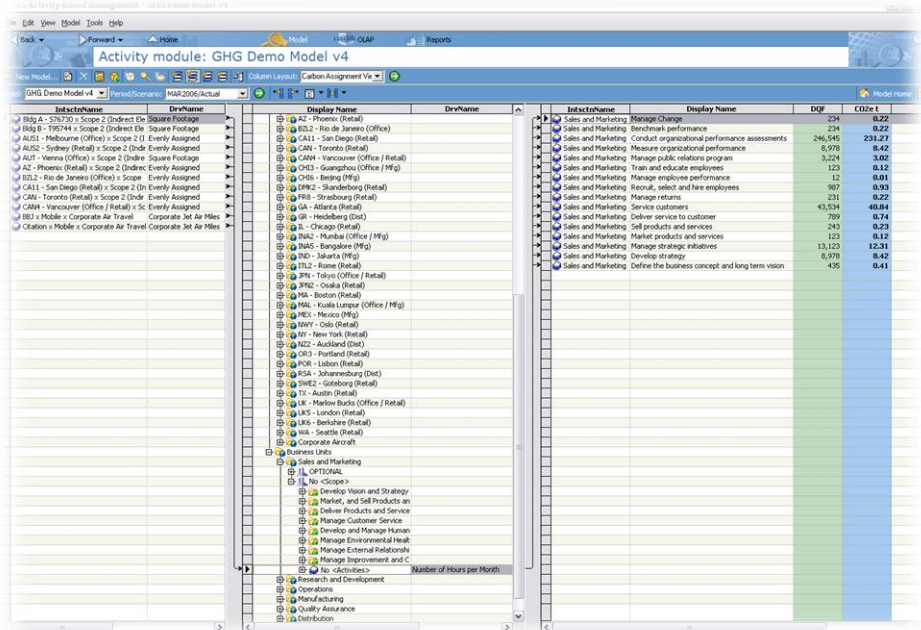 Activity-Based Management - GHG Demo Model v4
Edit View Model Tools Help
Back Forward Home Model OLAP Reports
Activity module: GHG Demo Model v4
New Model... Column Layout: Carbon Assignment Vie
GHG Demo Model v4 Period/Scenario: MAR2006/Actual Model Home
IntsctnName DrvName
Bldg A - S76730 x Scope 2 (Indirect Ele Square Footage
Bldg B - T95744 x Scope 2 (Indirect Ele Square Footage
AUS1 - Melbourne (Office) x Scope 2 (I Evenly Assigned
AUS2 - Sydney (Retail) x Scope 2 (Indir Evenly Assigned
AUT - Vienna (Office) x Scope 2 (Indire Square Footage
AZ - Phoenix (Retail) x Scope 2 (Indirec Evenly Assigned
BZL2 - Rio de Janeiro (Office) x Scope Evenly Assigned
CA11 - San Diego (Retail) x Scope 2 (In Evenly Assigned
CAN - Toronto (Retail) x Scope 2 (Indir Evenly Assigned
CAN4 - Vancouver (Office / Retail) x Sc Evenly Assigned
BBJ x Mobile x Corporate Air Travel Corporate Jet Air Miles
Citation x Mobile x Corporate Air Travel Corporate Jet Air Miles
Display Name DrvName
AZ - Phoenix (Retail)
BZL2 - Rio de Janeiro (Office)
CA11 - San Diego (Retail)
CAN - Toronto (Retail)
CAN4 - Vancouver (Office / Retail)
CHI3 - Guangzhou (Office / Mfg)
CHI6 - Beijing (Mfg)
DMK2 - Skanderborg (Retail)
FR8 - Strasbourg (Retail)
GA - Atlanta (Retail)
GR - Heidelberg (Dist)
IL - Chicago (Retail)
INA2 - Mumbai (Office / Mfg)
INA5 - Bangalore (Mfg)
IND - Jakarta (Mfg)
ITL2 - Rome (Retail)
JPN - Tokyo (Office / Retail)
JPN2 - Osaka (Retail)
MA - Boston (Retail)
MAL - Kuala Lumpur (Office / Mfg)
MEX - Mexico (Mfg)
NWY - Oslo (Retail)
NY - New York (Retail)
NZ2 - Auckland (Dist)
OR3 - Portland (Retail)
POR - Lisbon (Retail)
RSA - Johannesburg (Dist)
SWE2 - Goteborg (Retail)
TX - Austin (Retail)
UK - Marlow Bucks (Office / Retail)
UK5 - London (Retail)
UK6 - Berkshire (Retail)
WA - Seattle (Retail)
Corporate Aircraft
Business Units
Sales and Marketing
OPTIONAL
No <Scope>
Develop Vision and Strategy
Market, and Sell Products an
Deliver Products and Service
Manage Customer Service
Develop and Manage Human
Manage Environmental Healt
Manage External Relationshi
Manage Improvement and C
No <Activities> Number of Hours per Month
Research and Development
Operations
Manufacturing
Quality Assurance
Distribution
IntsctnName Display Name DQF CO2e t
Sales and Marketing Manage Change 234 0.22
Sales and Marketing Benchmark performance 234 0.22
Sales and Marketing Conduct organizational performance assessments 246,545 231.27
Sales and Marketing Measure organizational performance 8,978 8.42
Sales and Marketing Manage public relations program 3,224 3.02
Sales and Marketing Train and educate employees 123 0.12
Sales and Marketing Manage employee performance 12 0.01
Sales and Marketing Recruit, select and hire employees 987 0.93
Sales and Marketing Manage returns 231 0.22
Sales and Marketing Service customers 43,534 40.84
Sales and Marketing Deliver service to customer 789 0.74
Sales and Marketing Sell products and services 243 0.23
Sales and Marketing Market products and services 123 0.12
Sales and Marketing Manage strategic initiatives 13,123 12.31
Sales and Marketing Develop strategy 8,978 8.42
Sales and Marketing Define the business concept and long term vision 435 0.41